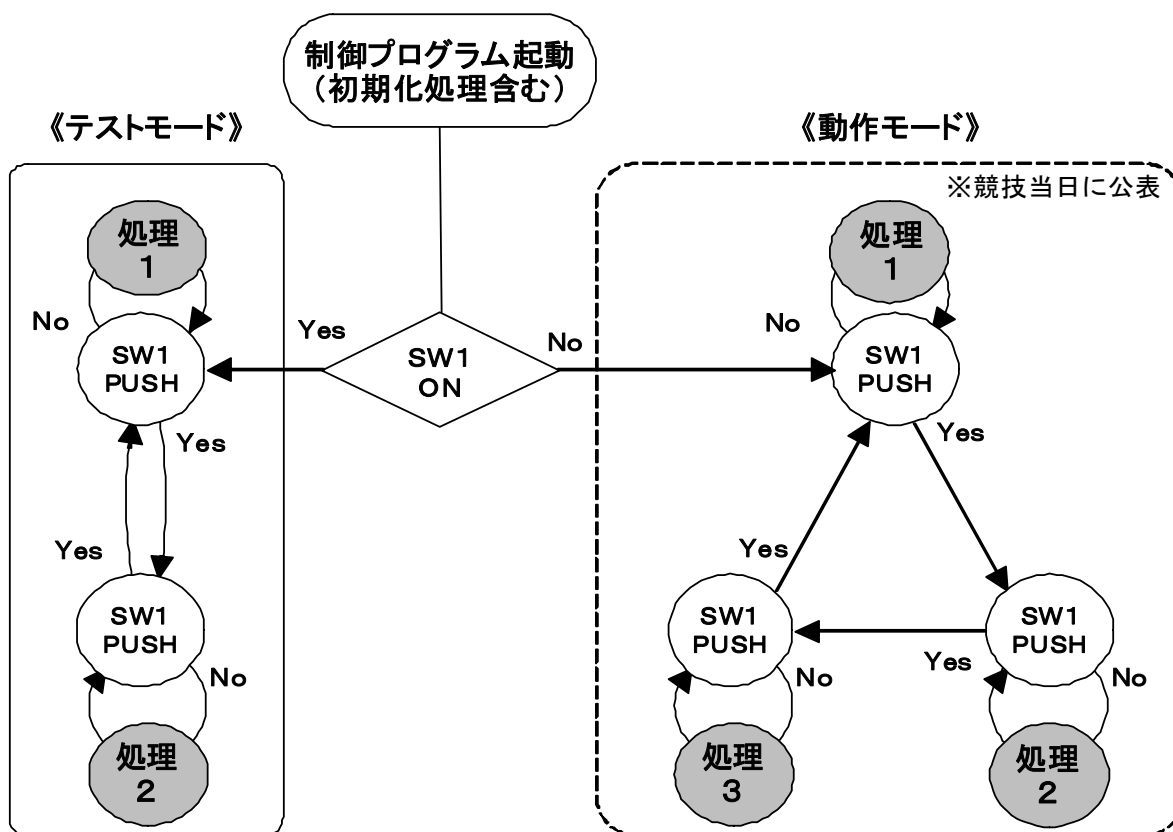 制御プログラム起動
(初期化処理含む)
《テストモード》
処理
1
No
SW1
PUSH
Yes
Yes
SW1
PUSH
No
処理
2
Yes
SW1
ON
No
《動作モード》
※競技当日に公表
処理
1
No
SW1
PUSH
Yes
Yes
SW1
PUSH
No
処理
3
SW1
PUSH
Yes
No
処理
2